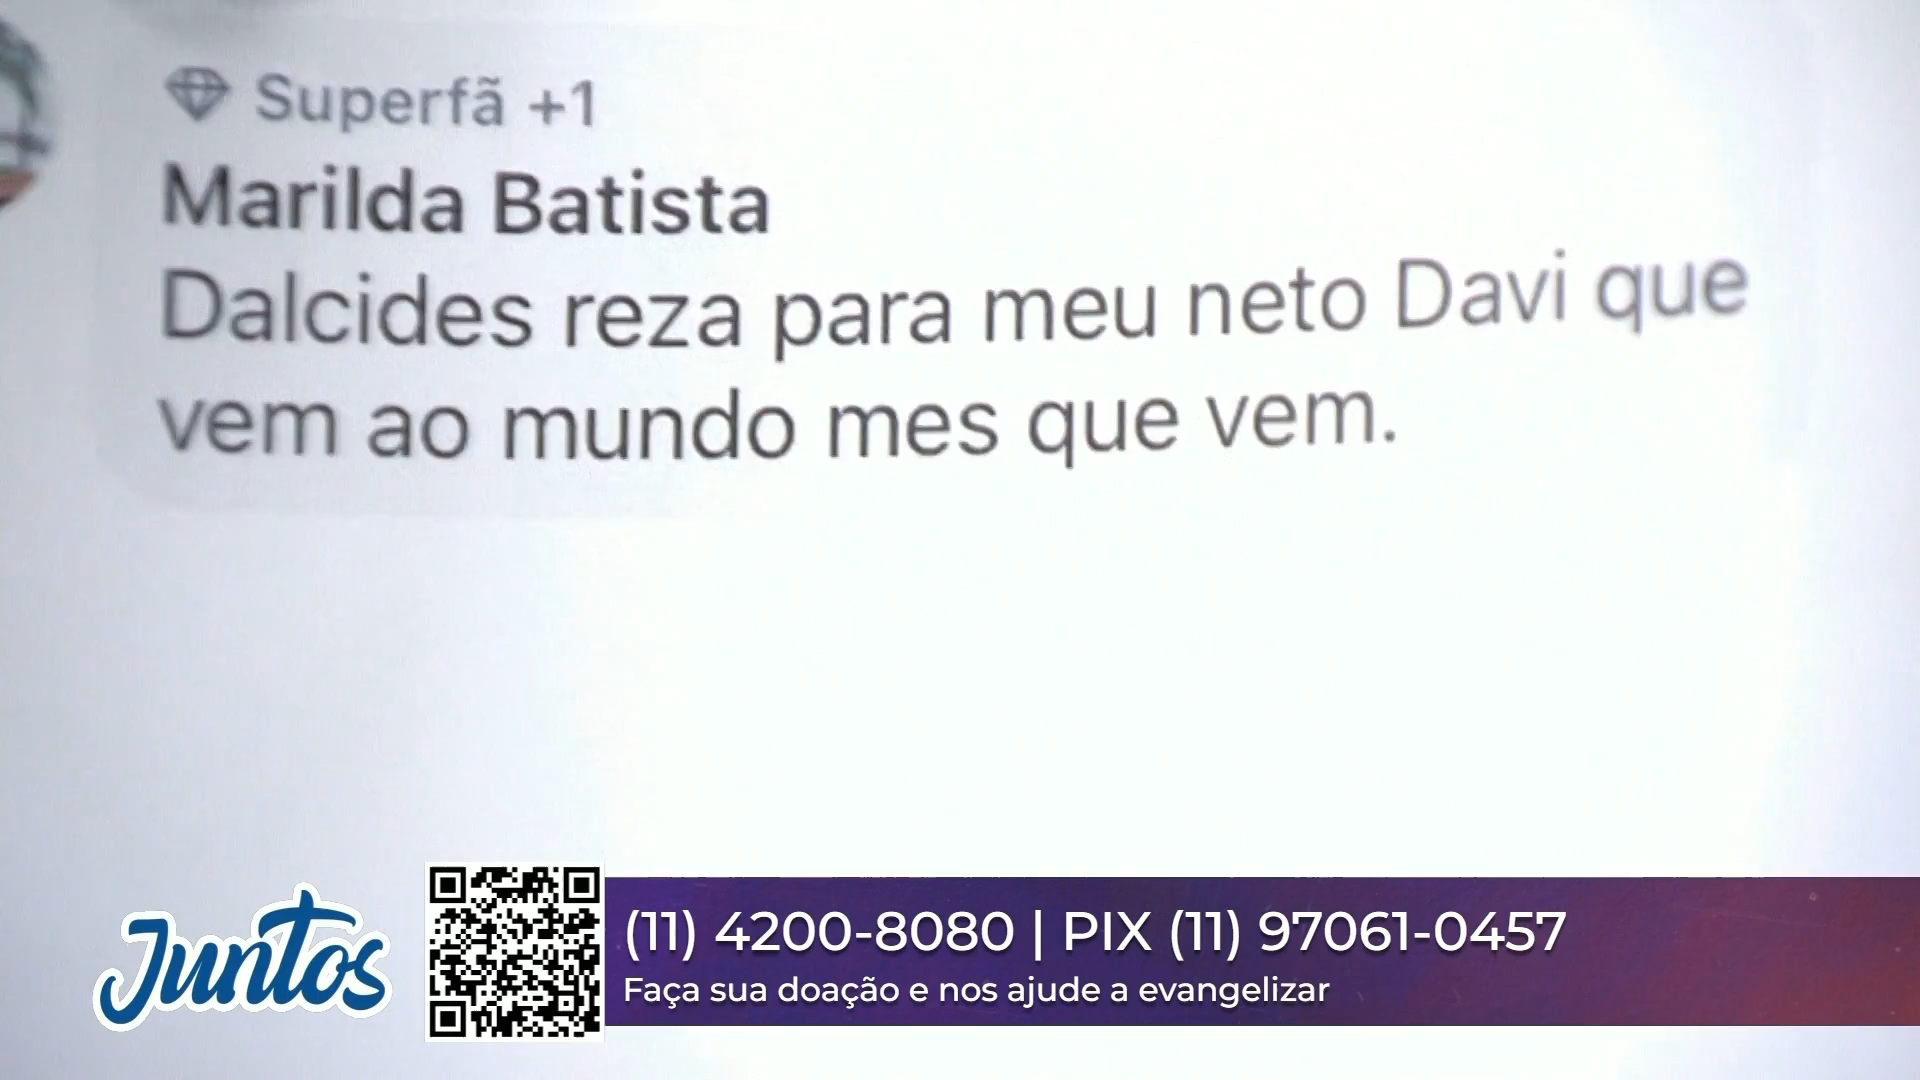 Superfã +1
Marilda Batista
Dalcides reza para meu neto Davi que
vem ao mundo mes que vem.
Juntos
(11) 4200-8080 | PIX (11) 97061-0457
Faça sua doação e nos ajude a evangelizar